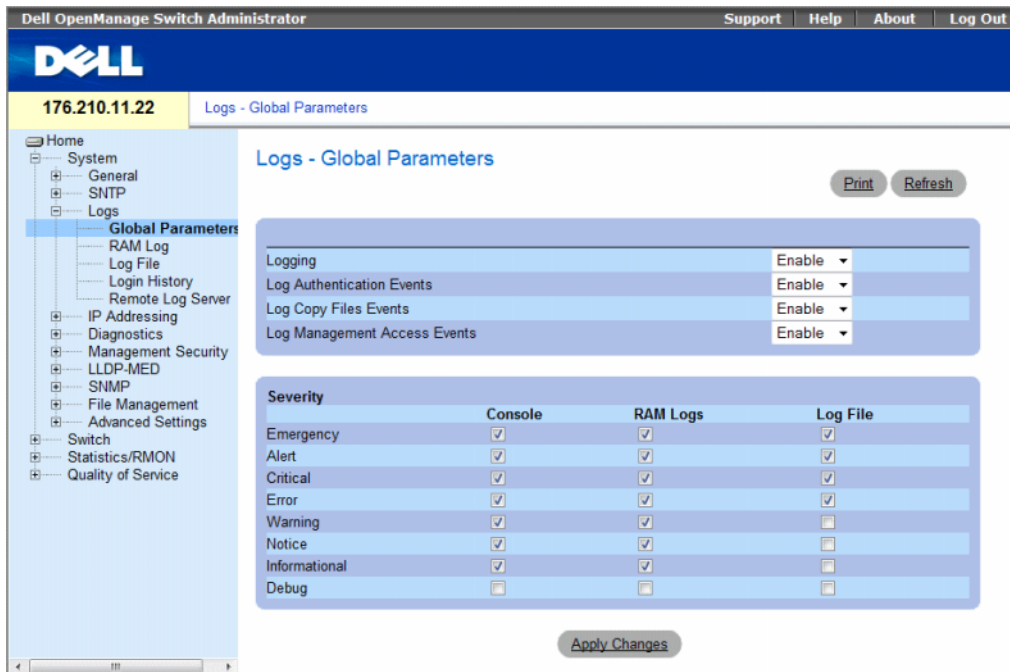 Dell OpenManage Switch Administrator Support Help About Log Out
DELL
176.210.11.22 Logs - Global Parameters
Home
System
General
SNTP
Logs
Global Parameters
RAM Log
Log File
Login History
Remote Log Server
IP Addressing
Diagnostics
Management Security
LLDP-MED
SNMP
File Management
Advanced Settings
Switch
Statistics/RMON
Quality of Service
Logs - Global Parameters
Print Refresh
Logging Enable
Log Authentication Events Enable
Log Copy Files Events Enable
Log Management Access Events Enable
Severity
Console RAM Logs Log File
Emergency
Alert
Critical
Error
Warning
Notice
Informational
Debug
Apply Changes